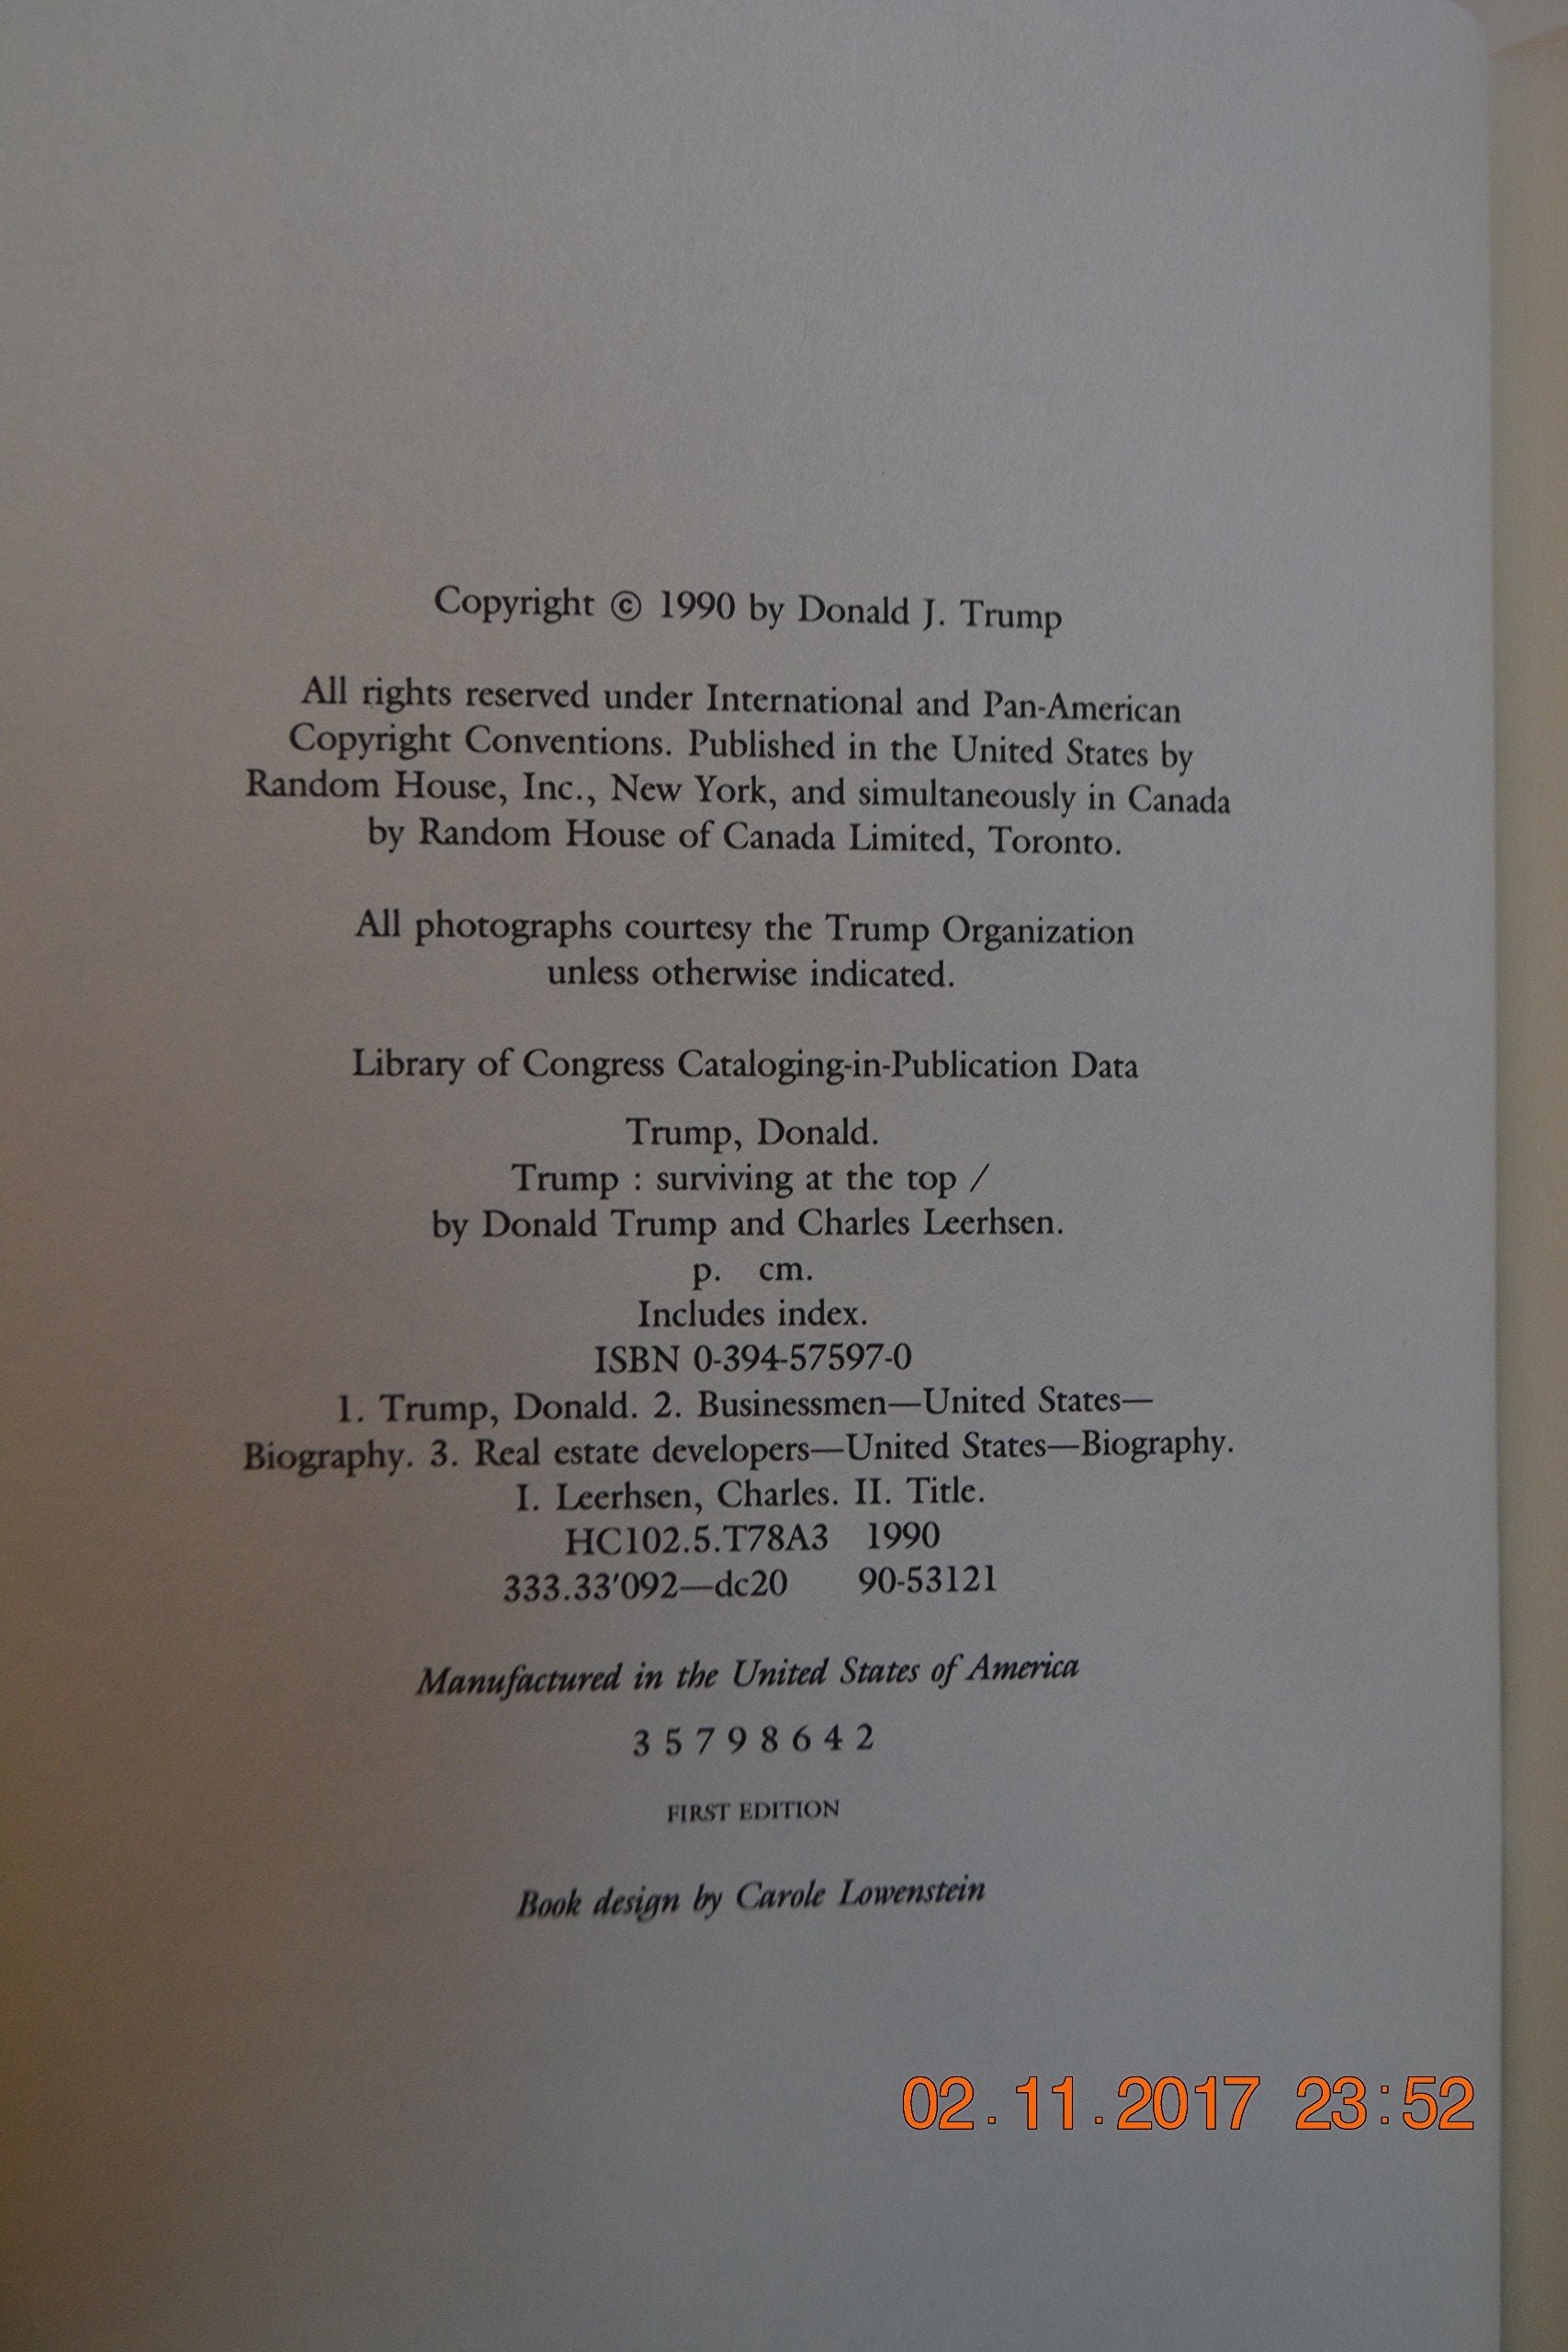 Copyright © 1990 by Donald J. Trump
All rights reserved under International and Pan-American
Copyright Conventions. Published in the United States by
Random House, Inc., New York, and simultaneously in Canada
by Random House of Canada Limited, Toronto.
All photographs courtesy the Trump Organization
unless otherwise indicated.
Library of Congress Cataloging-in-Publication Data
Trump, Donald.
Trump : surviving at the top /
by Donald Trump and Charles Leerhsen.
p. cm.
Includes index.
ISBN 0-394-57597-0
1. Trump, Donald. 2. Businessmen—United States—
Biography. 3. Real estate developers—United States—Biography.
I. Leerhsen, Charles. II. Title.
HC102.5.T78A3 1990
333.33'092—dc20 90-53121
Manufactured in the United States of America
3 5 7 9 8 6 4 2
FIRST EDITION
Book design by Carole Lowenstein
02.11.2017 23:52